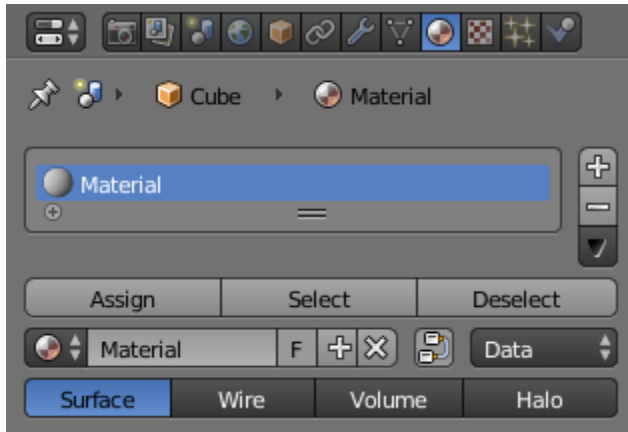 Cube Material
Material
Assign Select Deselect
Material F Data
Surface Wire Volume Halo